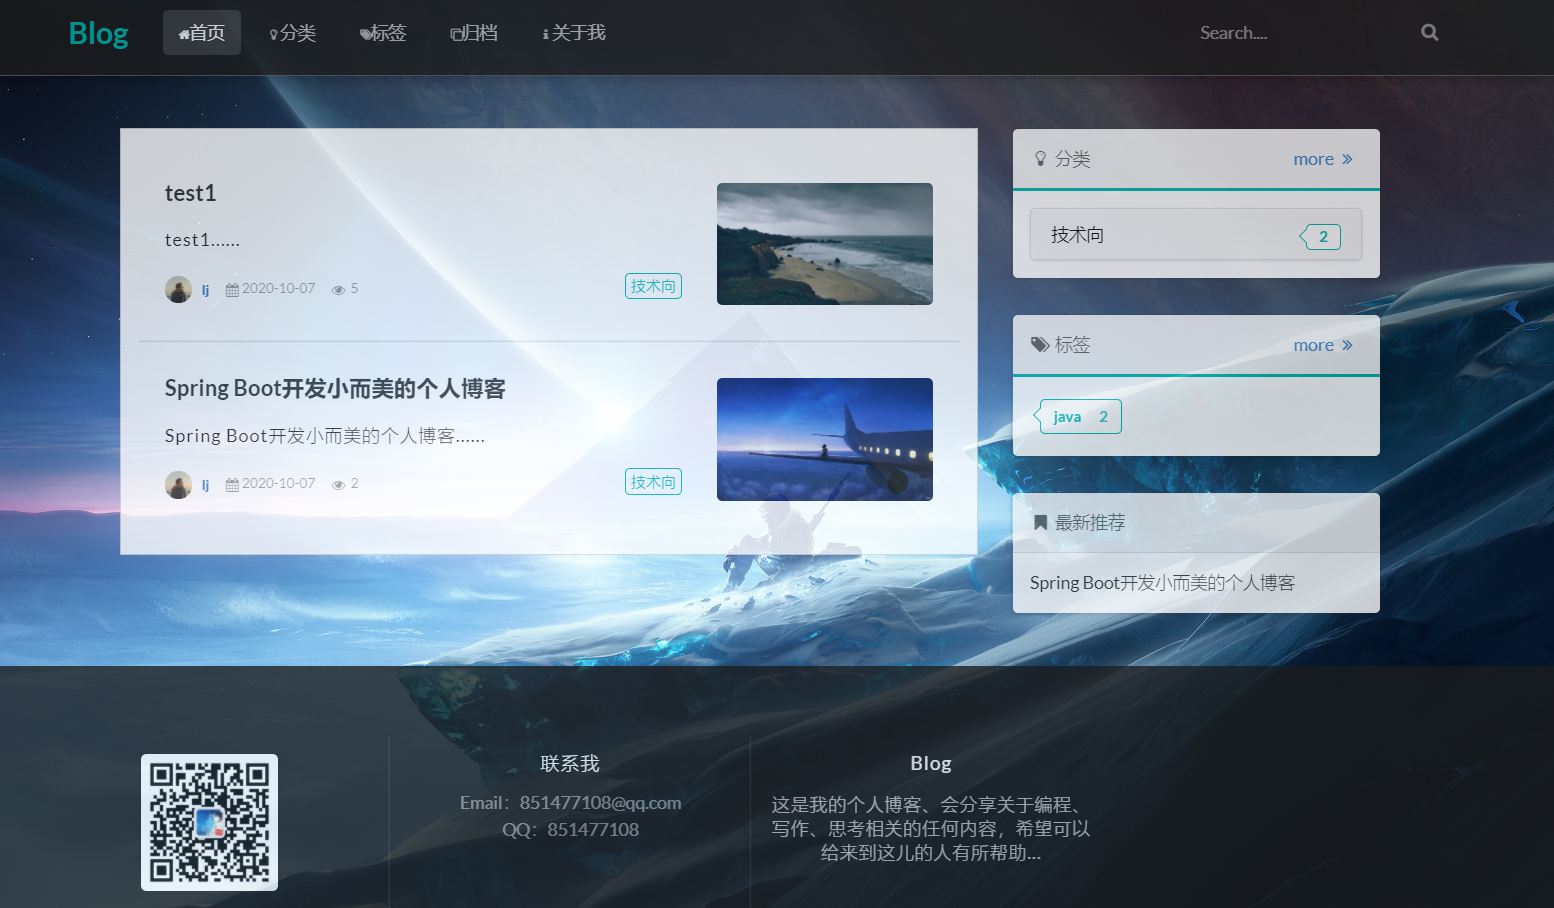 Blog 首页 分类 标签 归档 关于我 Search....
test1
test1......
lj 2020-10-07 5 技术向
Spring Boot开发小而美的个人博客
Spring Boot开发小而美的个人博客......
lj 2020-10-07 2 技术向
分类 more
技术向 2
标签 more
java 2
最新推荐
Spring Boot开发小而美的个人博客
联系我
Email：851477108@qq.com
QQ：851477108
Blog
这是我的个人博客、会分享关于编程、
写作、思考相关的任何内容，希望可以
给来到这儿的人有所帮助...